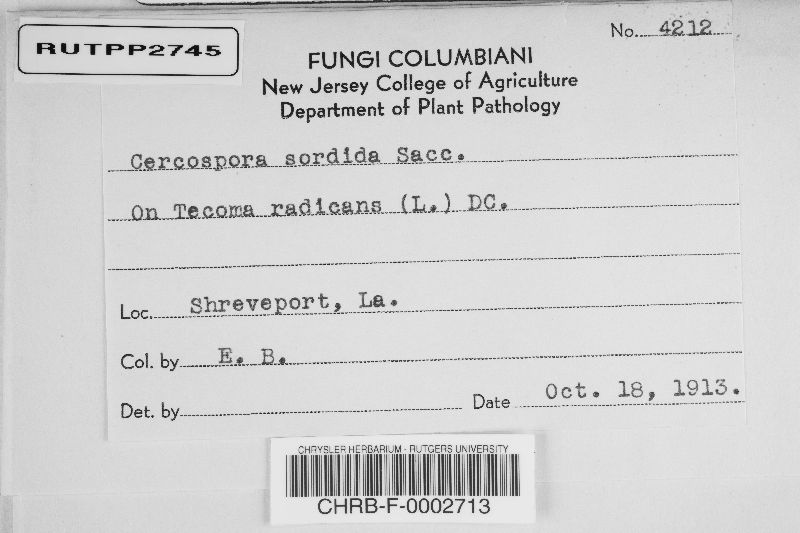 No. 4212
RUTPP2745
FUNGI COLUMBIANI
New Jersey College of Agriculture
Department of Plant Pathology
Cercospora sordida Sacc.
On Tecoma radicans (L.) DC.
Loc. Shreveport, La.
Col. by E. B.
Det. by Date Oct. 18, 1913.
CHRYSLER HERBARIUM - RUTGERS UNIVERSITY
CHRB-F-0002713